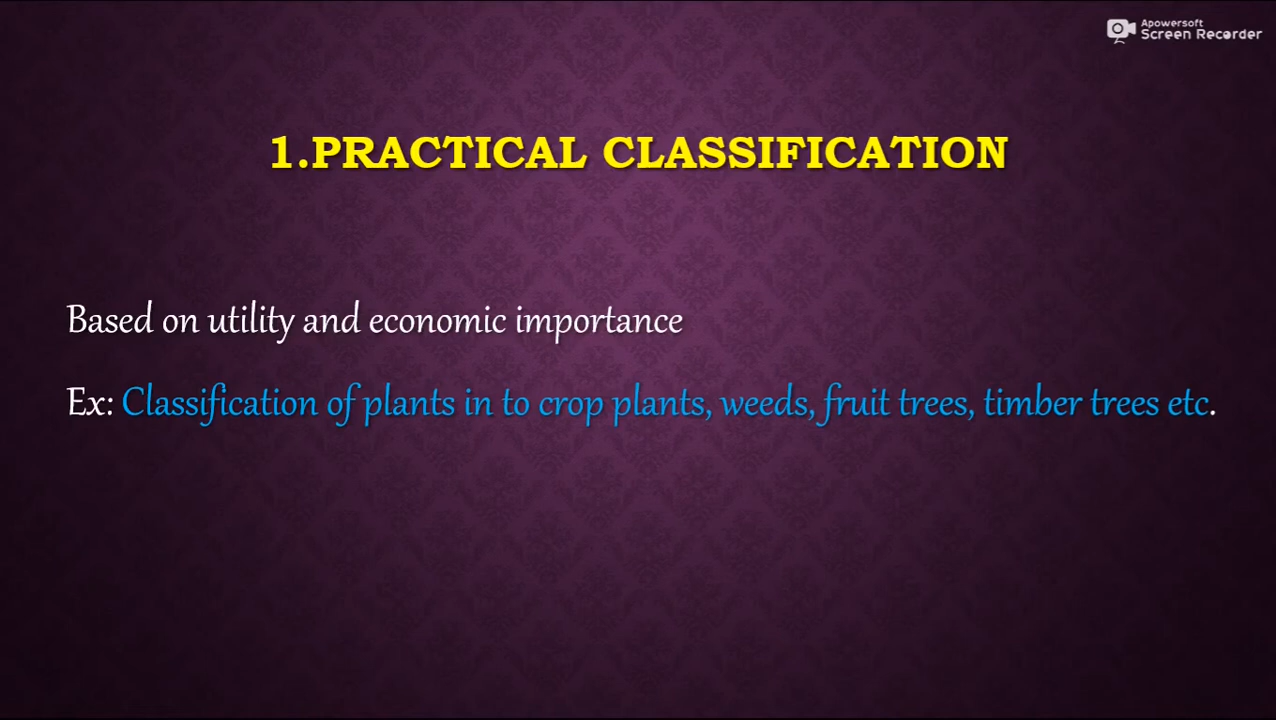 Apowersoft
Screen Recorder
1.PRACTICAL CLASSIFICATION
Based on utility and economic importance
Ex: Classification of plants in to crop plants, weeds, fruit trees, timber trees etc.